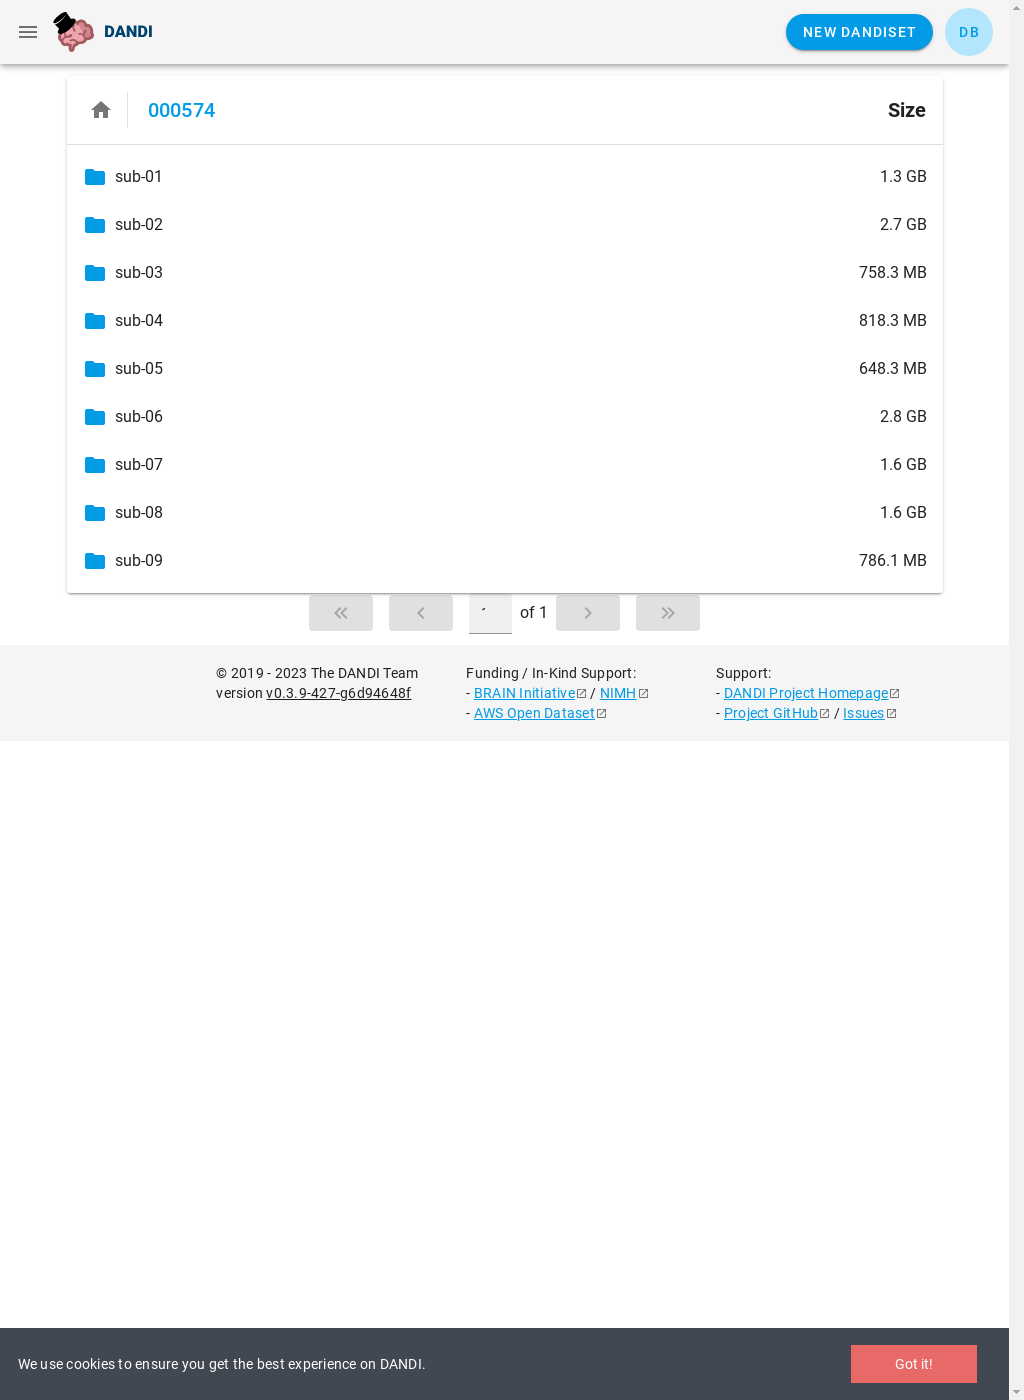 DANDI
NEW DANDISET
DB
000574
Size
sub-01 1.3 GB
sub-02 2.7 GB
sub-03 758.3 MB
sub-04 818.3 MB
sub-05 648.3 MB
sub-06 2.8 GB
sub-07 1.6 GB
sub-08 1.6 GB
sub-09 786.1 MB
of 1
© 2019 - 2023 The DANDI Team
version v0.3.9-427-g6d94648f
Funding / In-Kind Support:
- BRAIN Initiative / NIMH
- AWS Open Dataset
Support:
- DANDI Project Homepage
- Project GitHub / Issues
We use cookies to ensure you get the best experience on DANDI.
Got it!